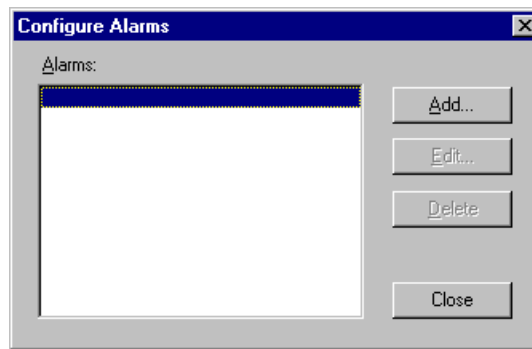 Configure Alarms
Alarms:
Add...
Edit...
Delete
Close